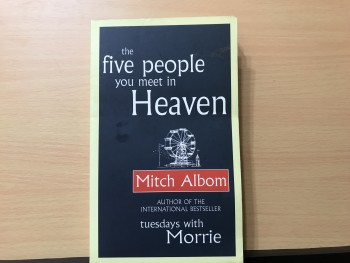 the
five people
you meet in
Heaven
Mitch Albom
AUTHOR OF THE
INTERNATIONAL BESTSELLER
tuesdays with
Morrie